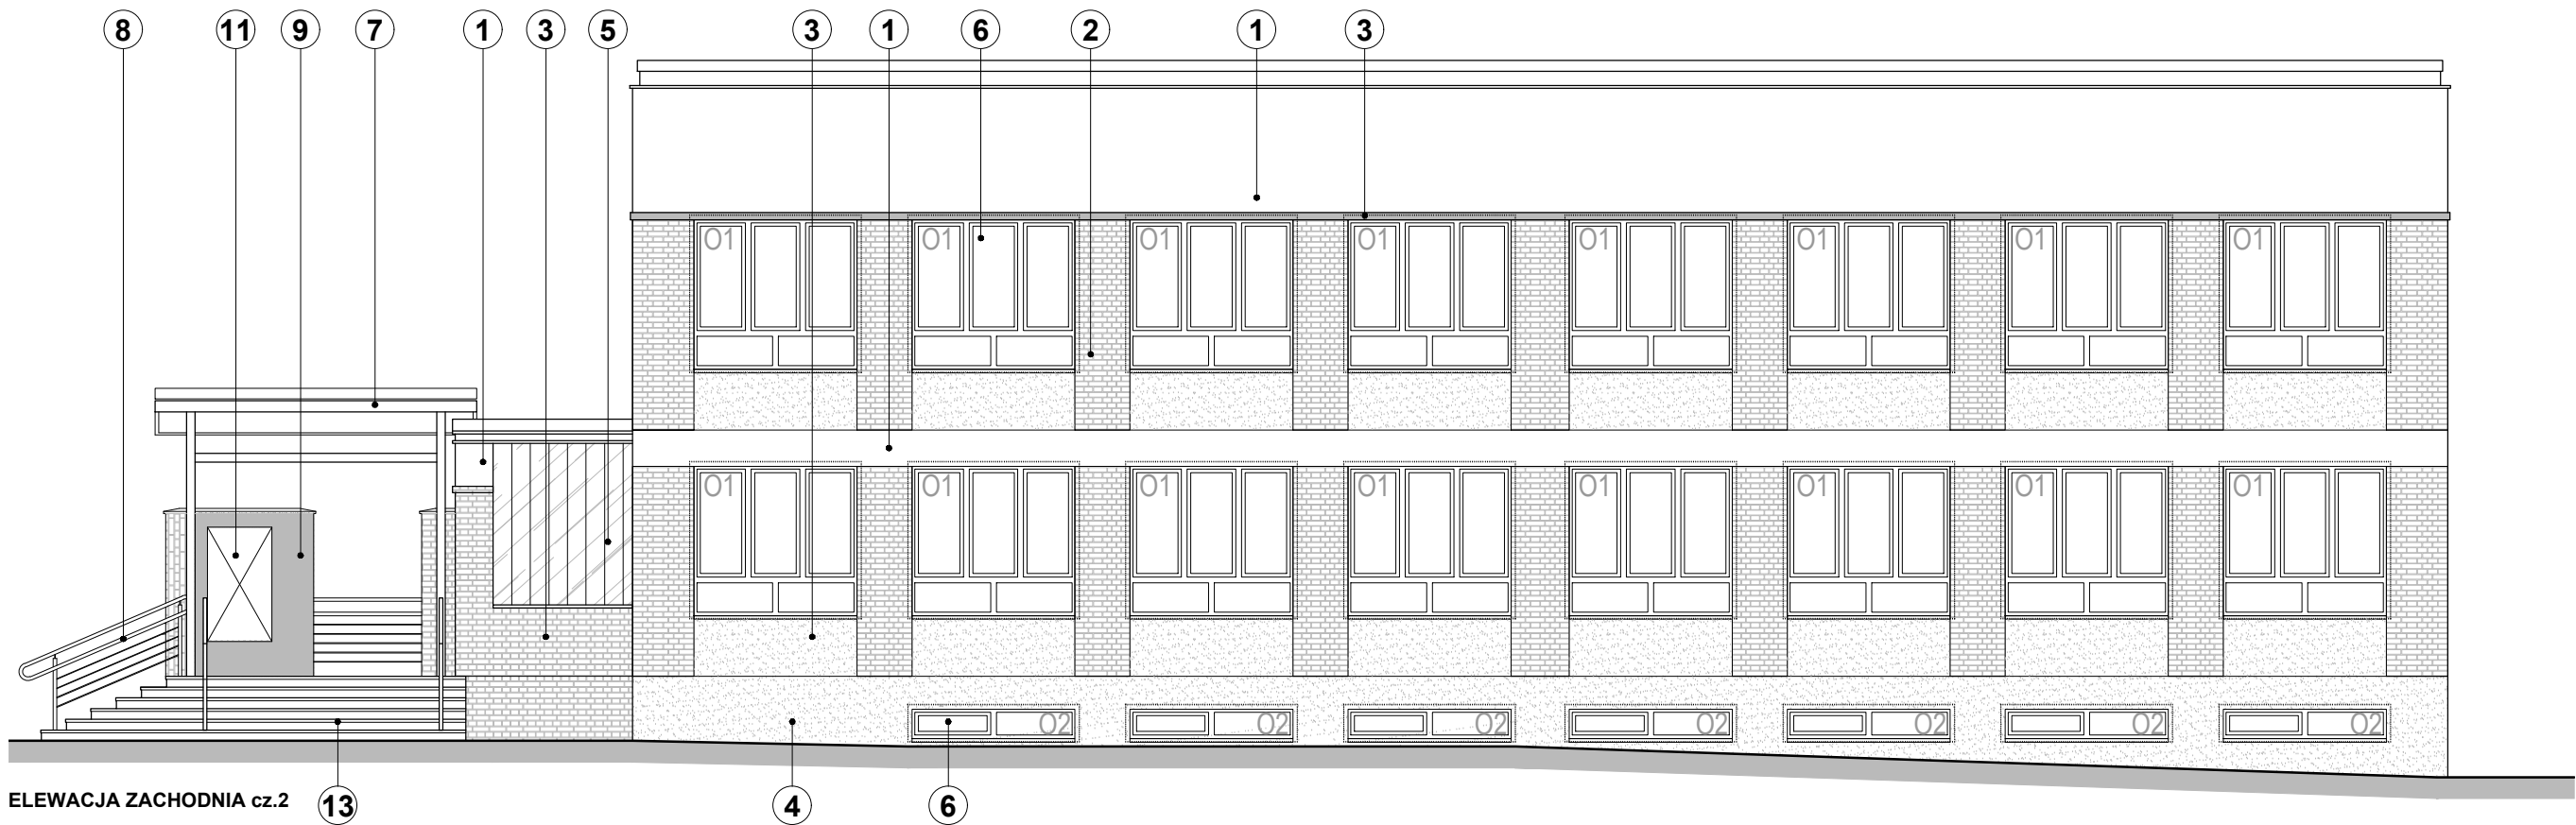 8 11 9 7 1 3 5 3 1 6 2 1 3
O1 O1 O1 O1 O1 O1 O1 O1
O1 O1 O1 O1 O1 O1 O1 O1
O2 O2 O2 O2 O2 O2 O2
ELEWACJA ZACHODNIA cz.2 13 4 6